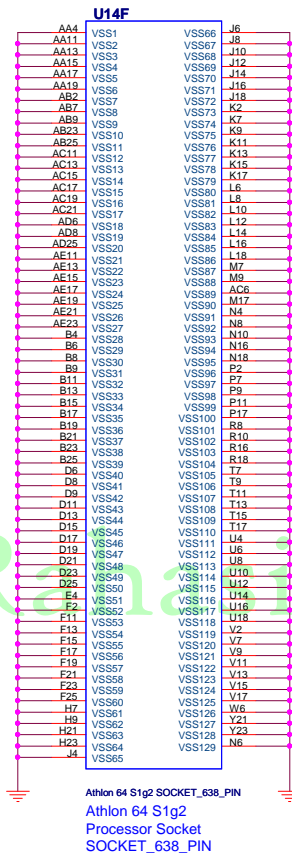 U14F
AA4 VSS1 VSS66 J6
AA11 VSS2 VSS67 J8
AA13 VSS3 VSS68 J10
AA15 VSS4 VSS69 J12
AA17 VSS5 VSS70 J14
AA19 VSS6 VSS71 J16
AB2 VSS7 VSS72 J18
AB7 VSS8 VSS73 K2
AB9 VSS9 VSS74 K7
AB23 VSS10 VSS75 K9
AB25 VSS11 VSS76 K11
AC11 VSS12 VSS77 K13
AC13 VSS13 VSS78 K15
AC15 VSS14 VSS79 K17
AC17 VSS15 VSS80 L6
AC19 VSS16 VSS81 L8
AC21 VSS17 VSS82 L10
AD6 VSS18 VSS83 L12
AD8 VSS19 VSS84 L14
AD25 VSS20 VSS85 L16
AE11 VSS21 VSS86 L18
AE13 VSS22 VSS87 M7
AE15 VSS23 VSS88 M9
AE17 VSS24 VSS89 AC6
AE19 VSS25 VSS90 M17
AE21 VSS26 VSS91 N4
AE23 VSS27 VSS92 N8
B4 VSS28 VSS93 N10
B6 VSS29 VSS94 N16
B8 VSS30 VSS95 N18
B9 VSS31 VSS96 P2
B11 VSS32 VSS97 P7
B13 VSS33 VSS98 P9
B15 VSS34 VSS99 P11
B17 VSS35 VSS100 P17
B19 VSS36 VSS101 R8
B21 VSS37 VSS102 R10
B23 VSS38 VSS103 R16
B25 VSS39 VSS104 R18
D6 VSS40 VSS105 T7
D8 VSS41 VSS106 T9
D9 VSS42 VSS107 T11
D11 VSS43 VSS108 T13
D13 VSS44 VSS109 T15
D15 VSS45 VSS110 T17
D17 VSS46 VSS111 U4
D19 VSS47 VSS112 U6
D21 VSS48 VSS113 U8
D23 VSS49 VSS114 U10
D25 VSS50 VSS115 U12
E4 VSS51 VSS116 U14
F2 VSS52 VSS117 U16
F11 VSS53 VSS118 U18
F13 VSS54 VSS119 V2
F15 VSS55 VSS120 V7
F17 VSS56 VSS121 V9
F19 VSS57 VSS122 V11
F21 VSS58 VSS123 V13
F23 VSS59 VSS124 V15
F25 VSS60 VSS125 V17
H7 VSS61 VSS126 W6
H9 VSS62 VSS127 Y21
H21 VSS63 VSS128 Y23
H23 VSS64 VSS129 N6
J4 VSS65
Rahasi
Athlon 64 S1g2 SOCKET_638_PIN
Athlon 64 S1g2
Processor Socket
SOCKET_638_PIN